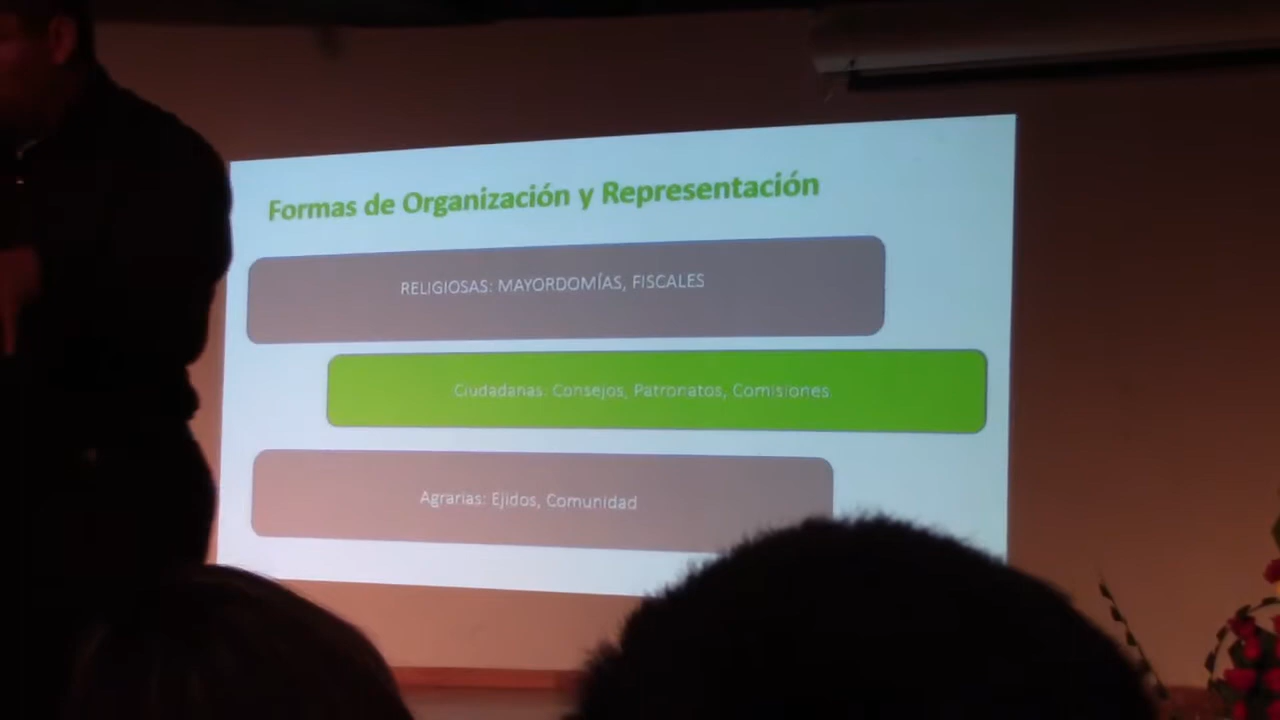 Formas de Organización y Representación
RELIGIOSAS: MAYORDOMÍAS, FISCALES
Ciudadanas: Consejos, Patronatos, Comisiones
Agrarias: Ejidos, Comunidad